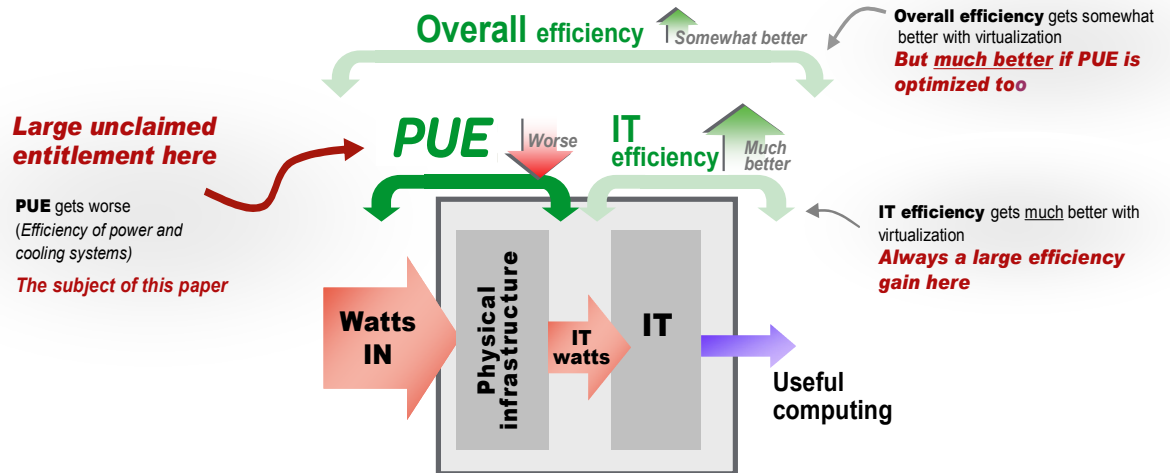 Overall efficiency
Somewhat better
Overall efficiency gets somewhat
better with virtualization
But much better if PUE is
optimized too
Large unclaimed
entitlement here
PUE
Worse
IT
efficiency
Much
better
PUE gets worse
(Efficiency of power and
cooling systems)
The subject of this paper
IT efficiency gets much better with
virtualization
Always a large efficiency
gain here
Watts
IN
Physical
infrastructure
IT
watts
IT
Useful
computing